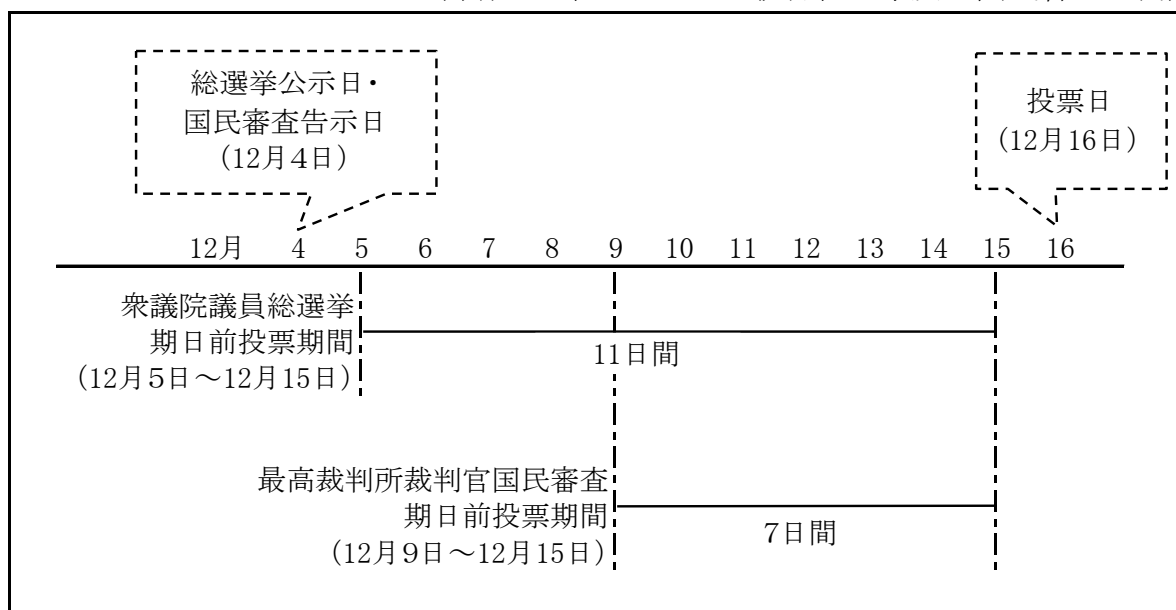 総選挙公示日・
国民審査告示日
(12月4日)
投票日
(12月16日)
12月 4 5 6 7 8 9 10 11 12 13 14 15 16
衆議院議員総選挙
期日前投票期間
(12月5日~12月15日)
11日間
最高裁判所裁判官国民審査
期日前投票期間
(12月9日~12月15日)
7日間